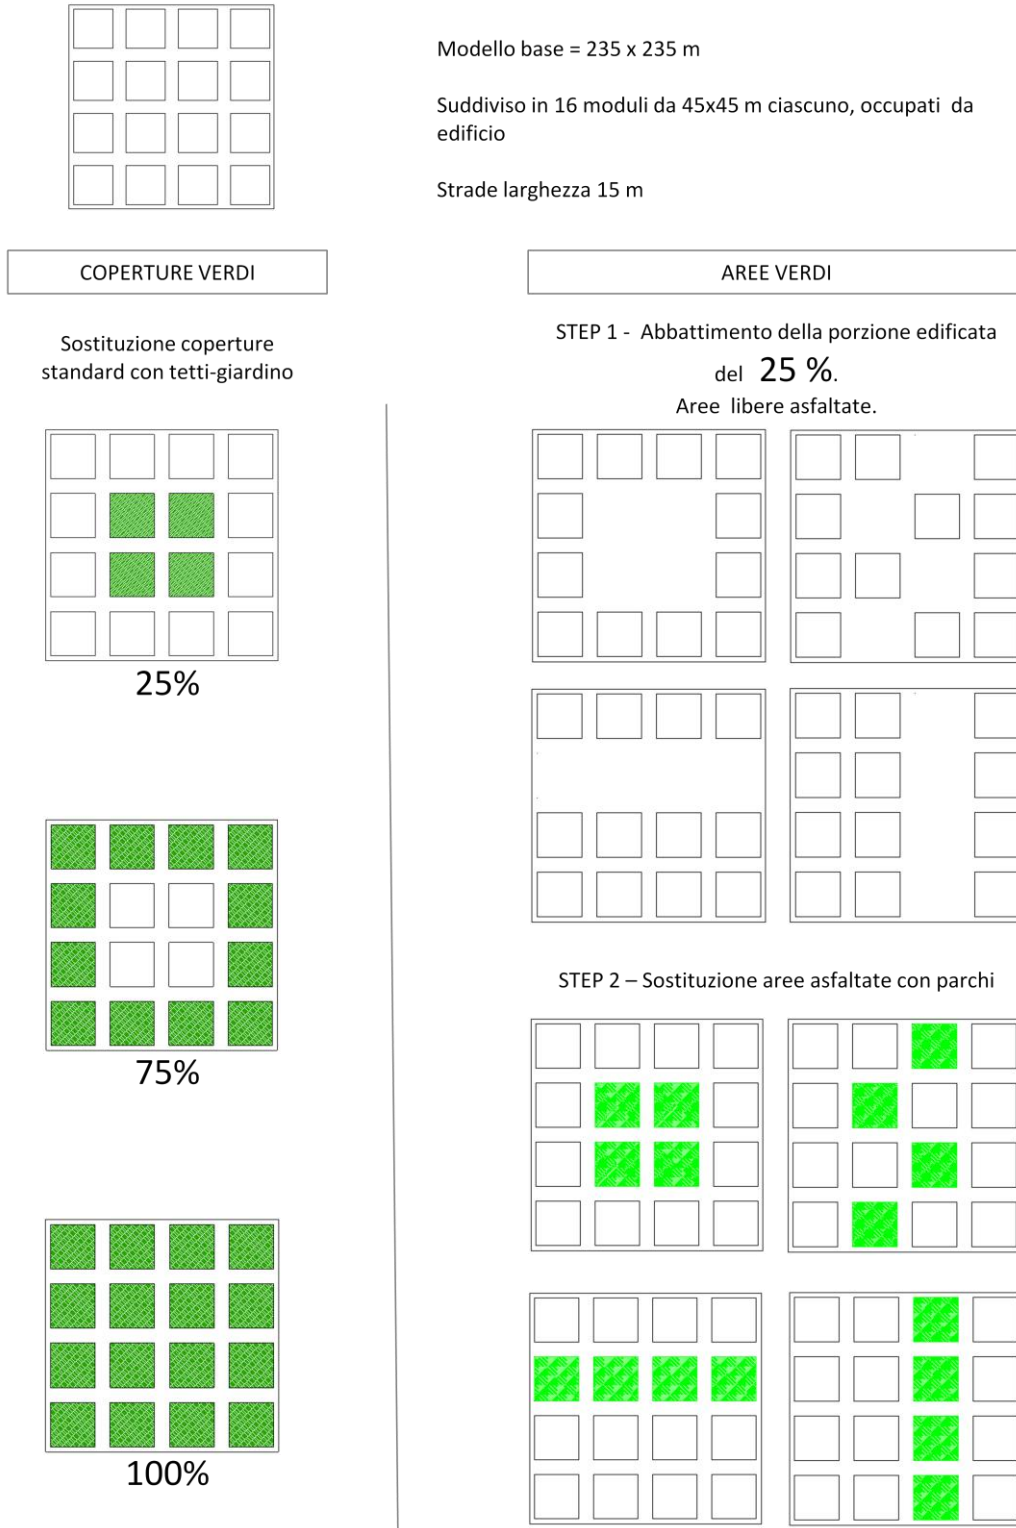 Modello base = 235 x 235 m
Suddiviso in 16 moduli da 45x45 m ciascuno, occupati da
edificio
Strade larghezza 15 m
COPERTURE VERDI
Sostituzione coperture
standard con tetti-giardino
25%
75%
100%
AREE VERDI
STEP 1 - Abbattimento della porzione edificata
del 25 %.
Aree libere asfaltate.
STEP 2 – Sostituzione aree asfaltate con parchi